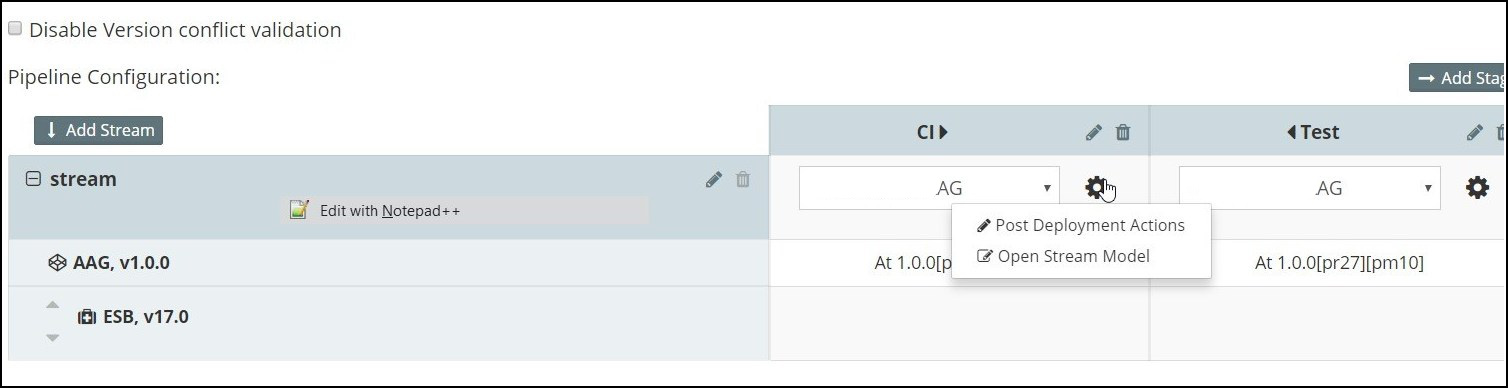 Disable Version conflict validation
Pipeline Configuration:
Add Stag
Add Stream
CI
Test
stream
.AG
.AG
Edit with Notepad++
Post Deployment Actions
Open Stream Model
AAG, v1.0.0
At 1.0.0[p
At 1.0.0[pr27][pm10]
ESB, v17.0